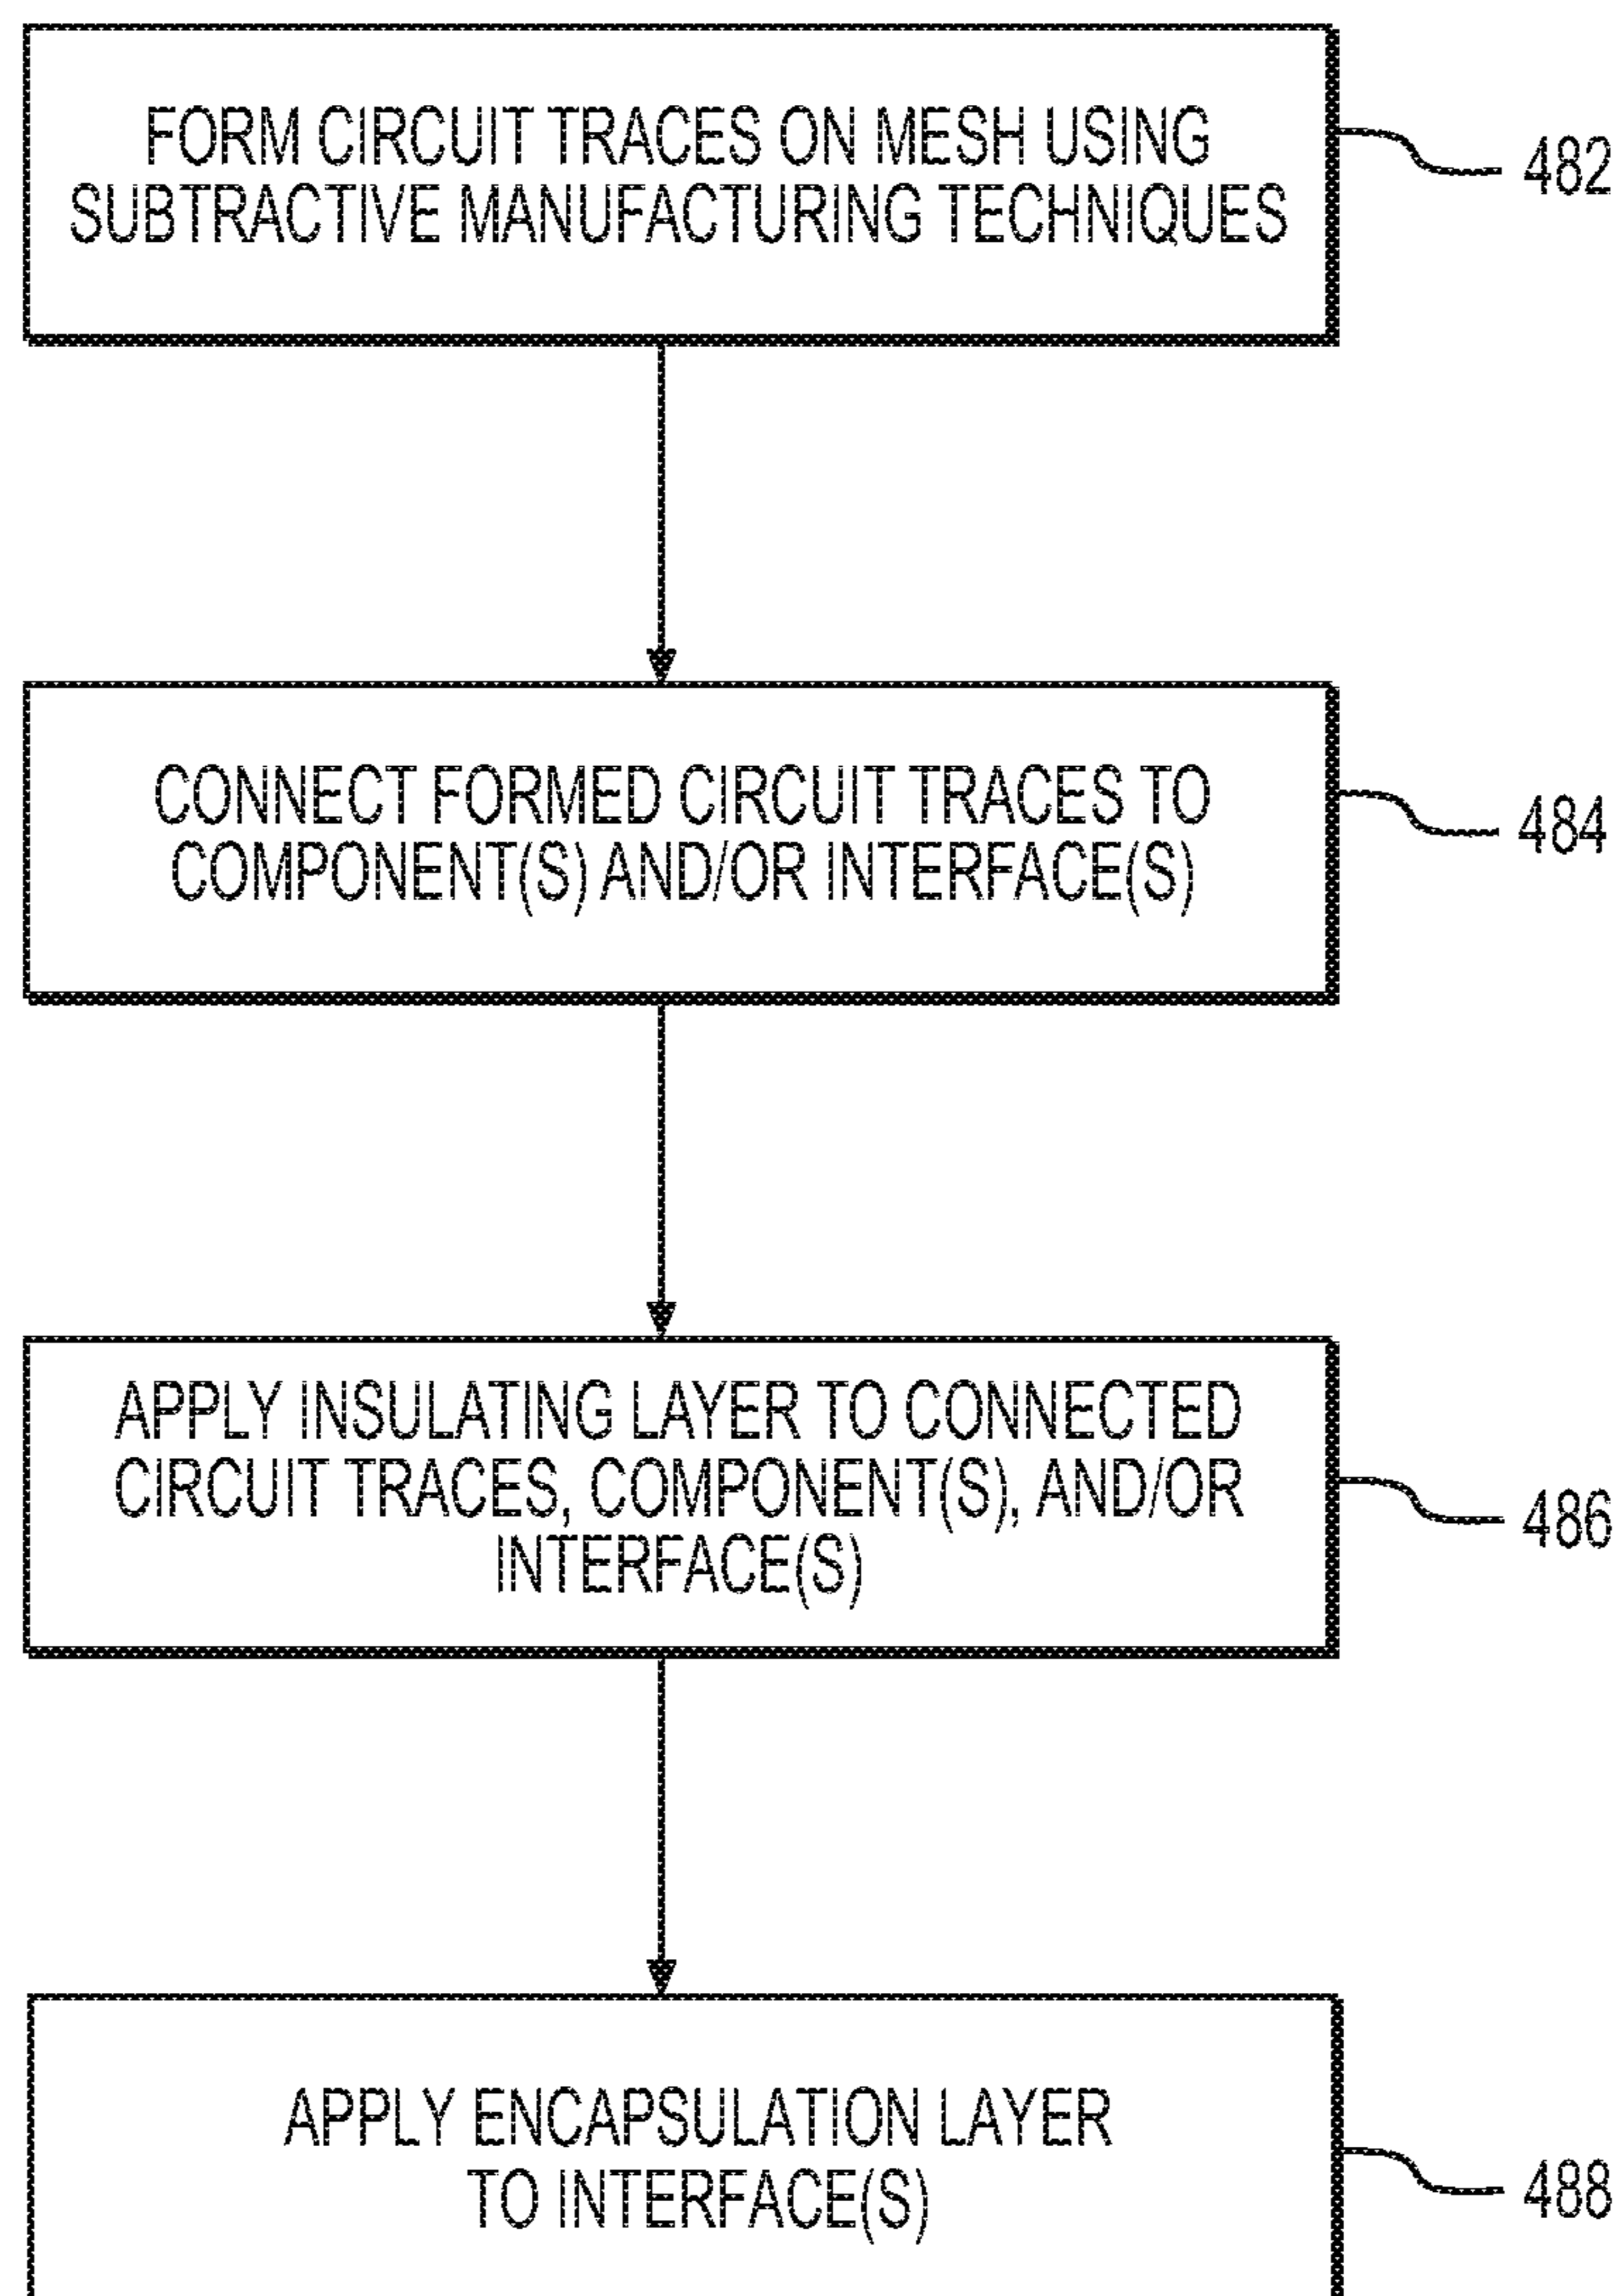 FORM CIRCUIT TRACES ON MESH USING
SUBTRACTIVE MANUFACTURING TECHNIQUES
482
CONNECT FORMED CIRCUIT TRACES TO
COMPONENT(S) AND/OR INTERFACE(S)
484
APPLY INSULATING LAYER TO CONNECTED
CIRCUIT TRACES, COMPONENT(S), AND/OR
INTERFACE(S)
486
APPLY ENCAPSULATION LAYER
TO INTERFACE(S)
488